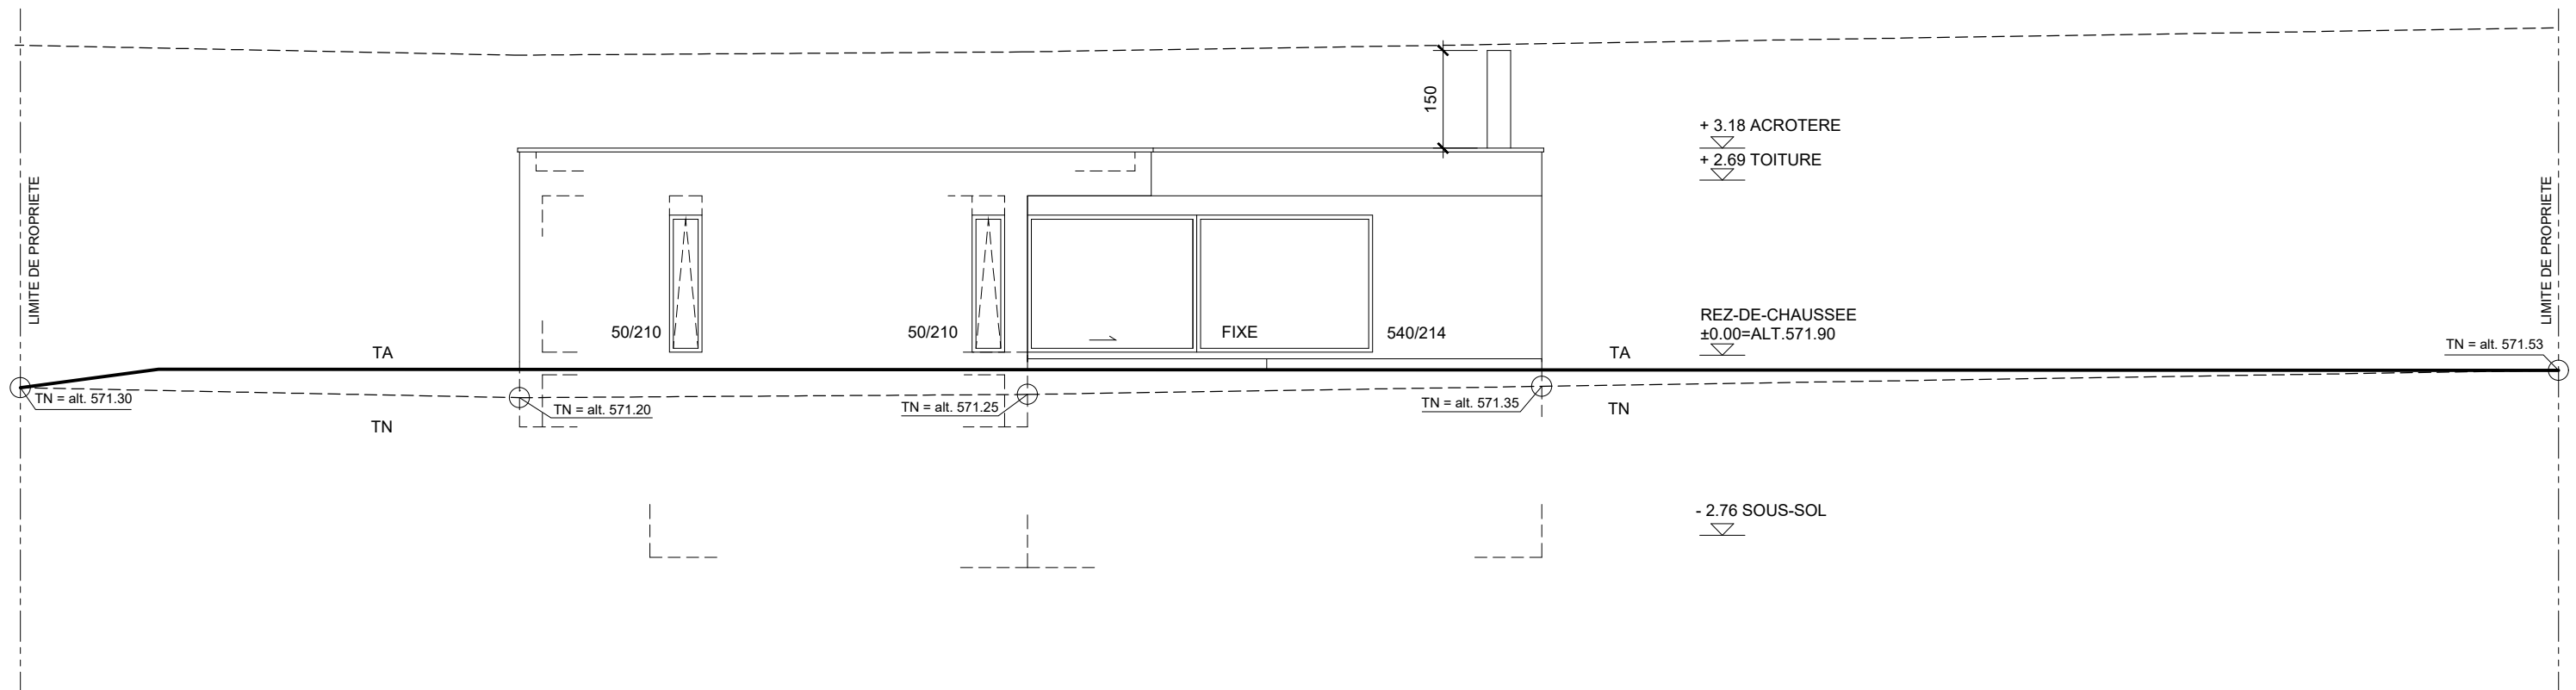 150
+ 3.18 ACROTERE
+ 2.69 TOITURE
LIMITE DE PROPRIETE
LIMITE DE PROPRIETE
REZ-DE-CHAUSSEE
±0.00=ALT.571.90
50/210
50/210
FIXE
540/214
TA
TA
TN = alt. 571.53
TN = alt. 571.30
TN = alt. 571.20
TN = alt. 571.25
TN = alt. 571.35
TN
TN
- 2.76 SOUS-SOL